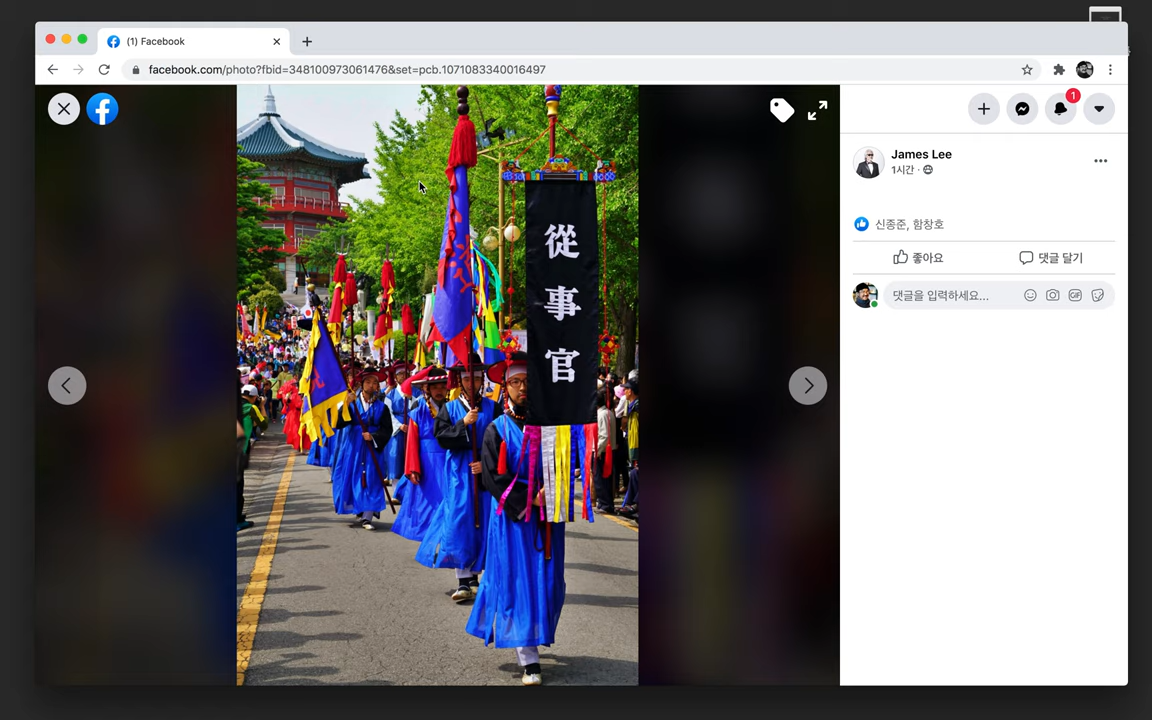 (1) Facebook
facebook.com/photo?fbid=348100973061476&set=pcb.1071083340016497
1
James Lee
1시간 ·
신종준, 함창호
좋아요
댓글 달기
댓글을 입력하세요...
GIF
從
事
官